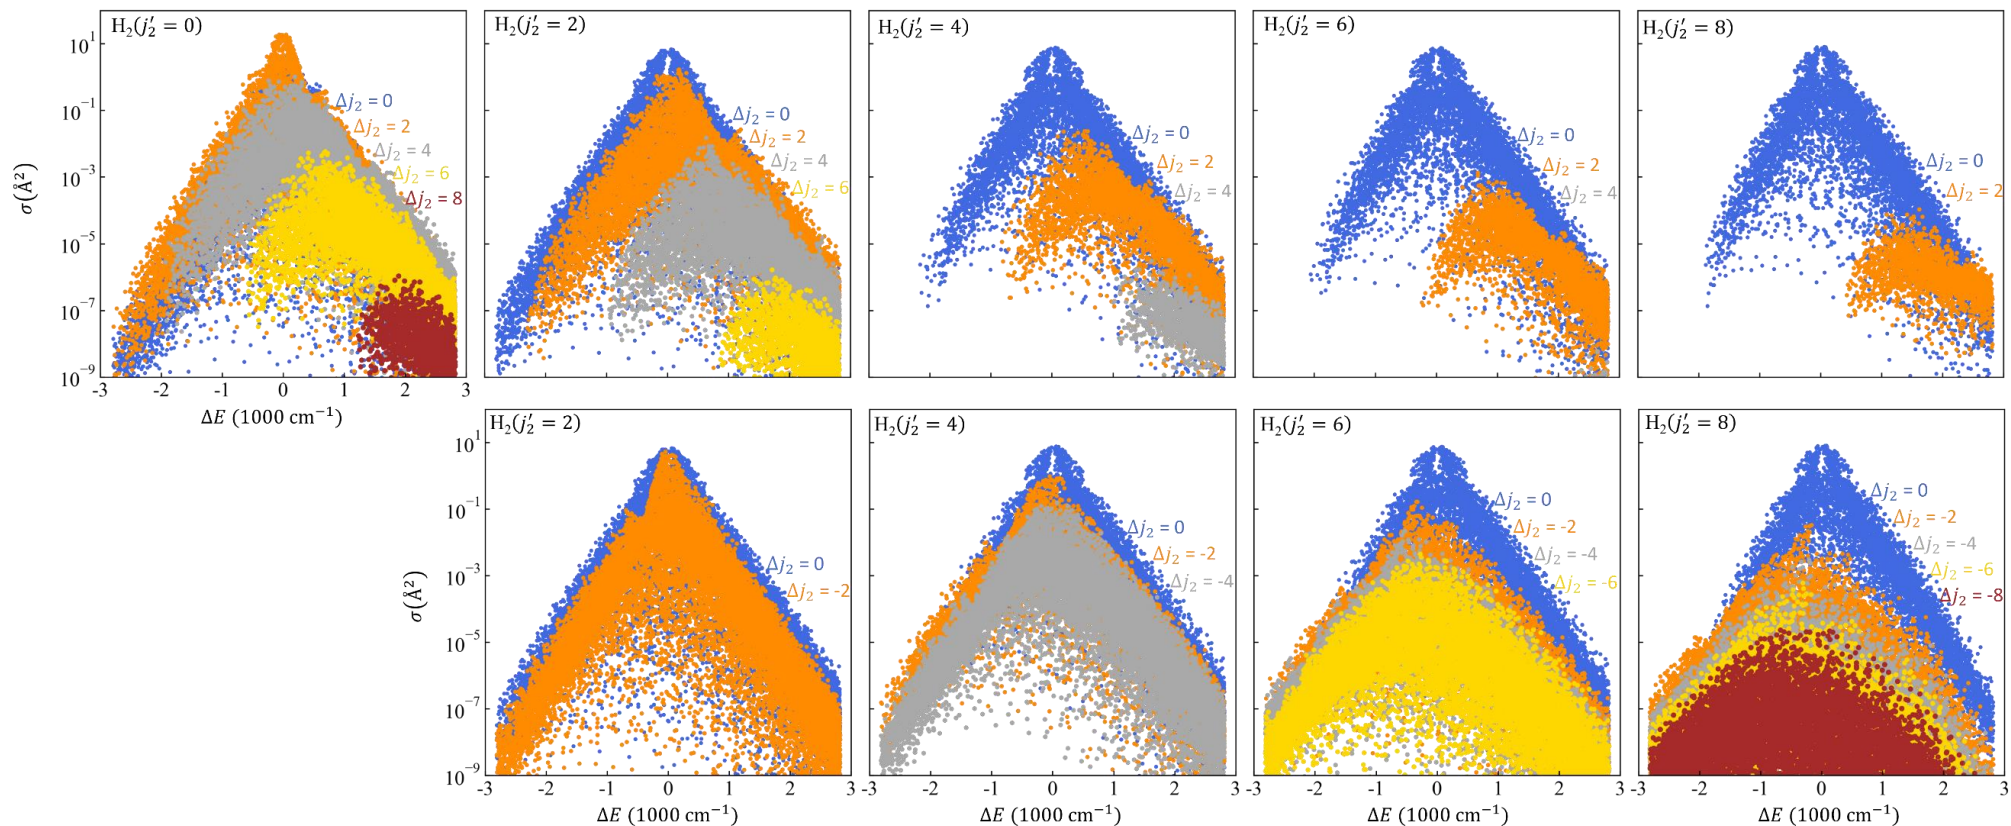 H₂(j₂′ = 0)
Δj₂ = 0
Δj₂ = 2
Δj₂ = 4
Δj₂ = 6
Δj₂ = 8
σ(Å²)
10¹
10⁻¹
10⁻³
10⁻⁵
10⁻⁷
10⁻⁹
-3 -2 -1 0 1 2 3
ΔE (1000 cm⁻¹)
H₂(j₂′ = 2)
Δj₂ = 0
Δj₂ = 2
Δj₂ = 4
Δj₂ = 6
H₂(j₂′ = 4)
Δj₂ = 0
Δj₂ = 2
Δj₂ = 4
H₂(j₂′ = 6)
Δj₂ = 0
Δj₂ = 2
Δj₂ = 4
H₂(j₂′ = 8)
Δj₂ = 0
Δj₂ = 2
H₂(j₂′ = 2)
Δj₂ = 0
Δj₂ = -2
σ(Å²)
10¹
10⁻¹
10⁻³
10⁻⁵
10⁻⁷
10⁻⁹
-3 -2 -1 0 1 2 3
ΔE (1000 cm⁻¹)
H₂(j₂′ = 4)
Δj₂ = 0
Δj₂ = -2
Δj₂ = -4
-2 -1 0 1 2 3
ΔE (1000 cm⁻¹)
H₂(j₂′ = 6)
Δj₂ = 0
Δj₂ = -2
Δj₂ = -4
Δj₂ = -6
-2 -1 0 1 2 3
ΔE (1000 cm⁻¹)
H₂(j₂′ = 8)
Δj₂ = 0
Δj₂ = -2
Δj₂ = -4
Δj₂ = -6
Δj₂ = -8
-2 -1 0 1 2 3
ΔE (1000 cm⁻¹)